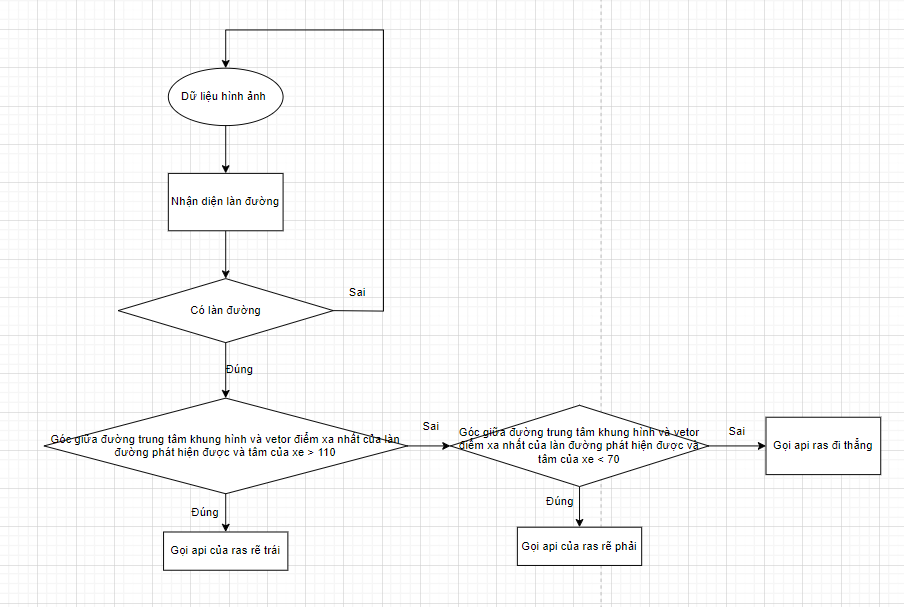 Dữ liệu hình ảnh
Nhận diện làn đường
Có làn đường
Sai
Đúng
Góc giữa đường trung tâm khung hình và vetor điểm xa nhất của làn
đường phát hiện được và tâm của xe > 110
Sai
Góc giữa đường trung tâm khung hình và vetor
điểm xa nhất của làn đường phát hiện được và
tâm của xe < 70
Sai
Gọi api ras đi thẳng
Đúng
Gọi api của ras rẽ trái
Đúng
Gọi api của ras rẽ phải